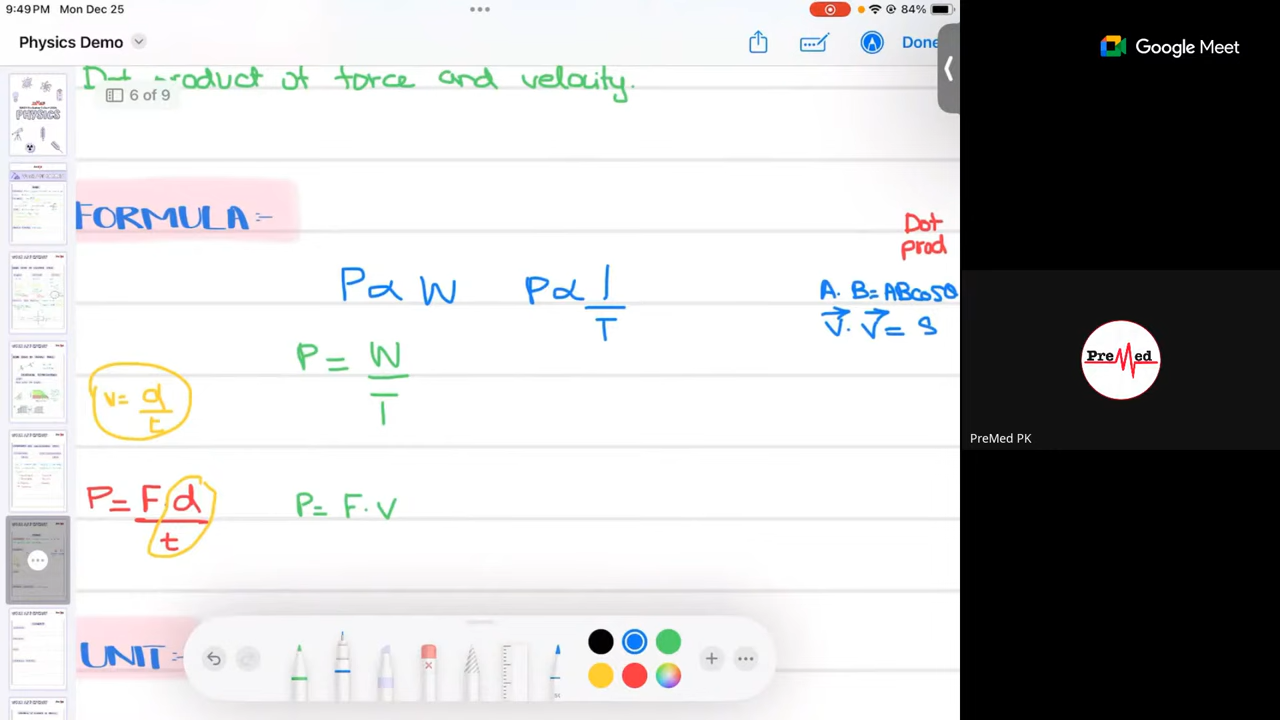 9:49 PM Mon Dec 25
84%
Physics Demo
Done
Google Meet
Dot product of force and velocity.
6 of 9
PHYSICS
FORMULA:-
Dot
prod
P∝ W
P∝ 1/T
A. B= ABcosθ
V. V = S
P= W/T
v= d/t
P= F.d/t
P= F. v
UNIT:-
PreMed
PreMed PK